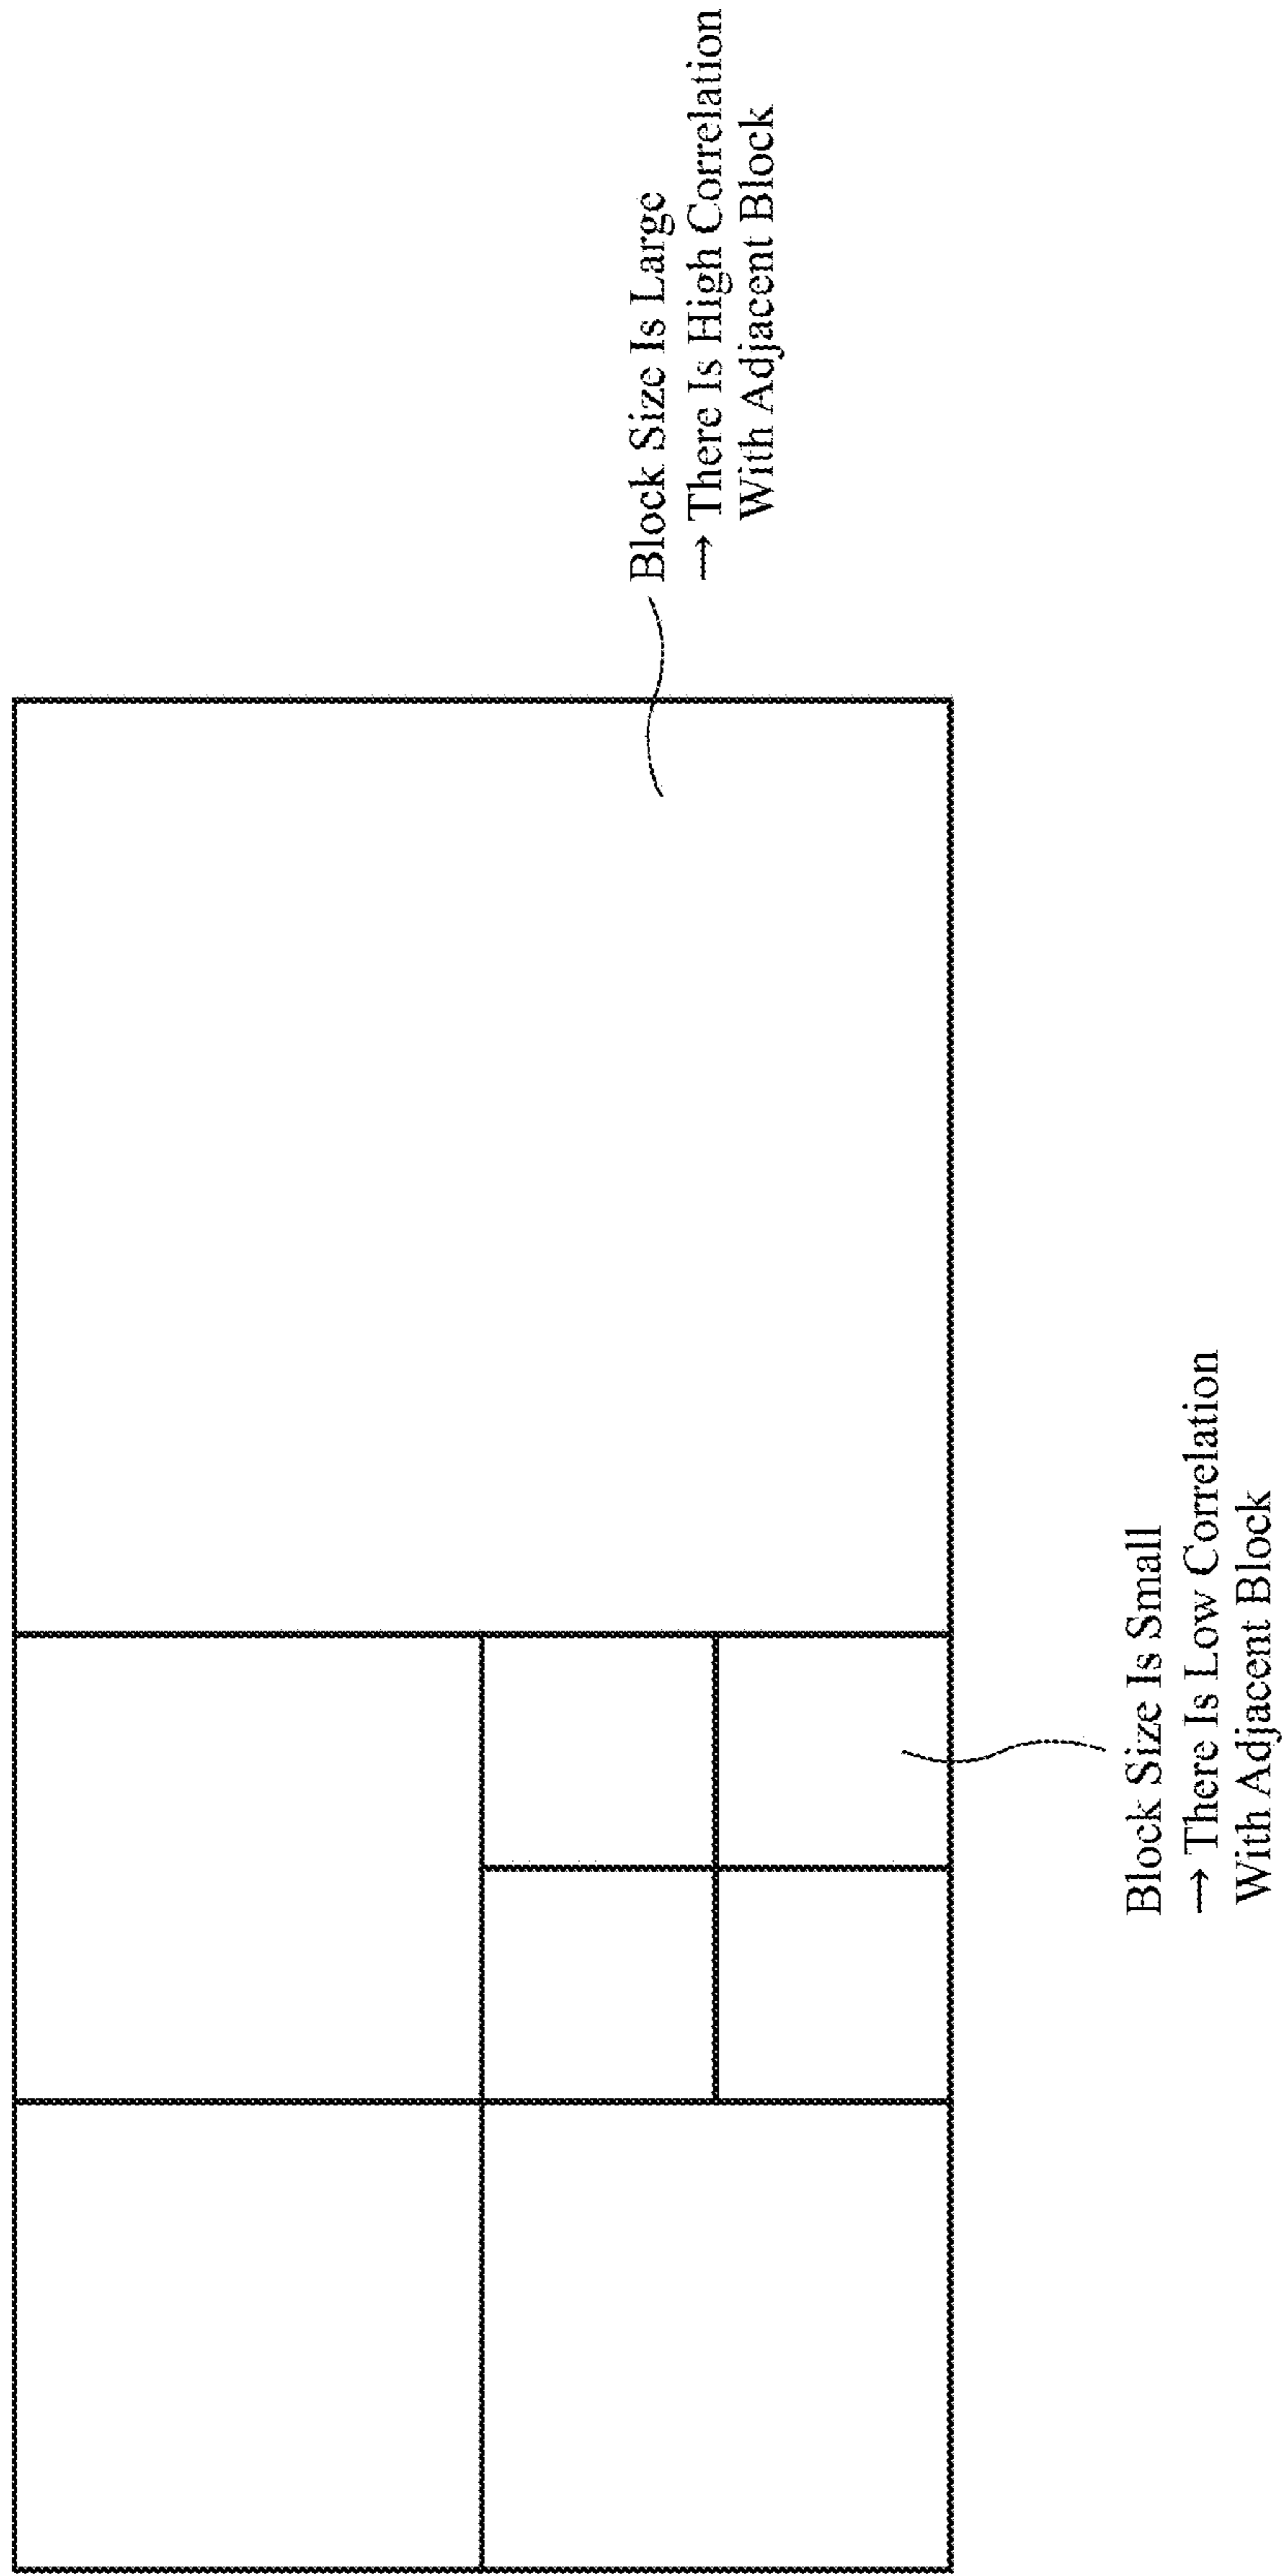 Block Size Is Large
→ There Is High Correlation
With Adjacent Block
Block Size Is Small
→ There Is Low Correlation
With Adjacent Block